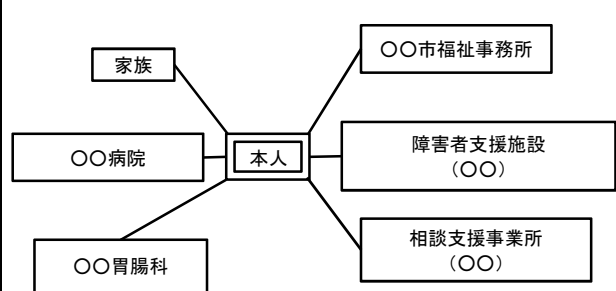 〇〇市福祉事務所
家族
〇〇病院
本人
障害者支援施設
(〇〇)
相談支援事業所
(〇〇)
〇〇胃腸科